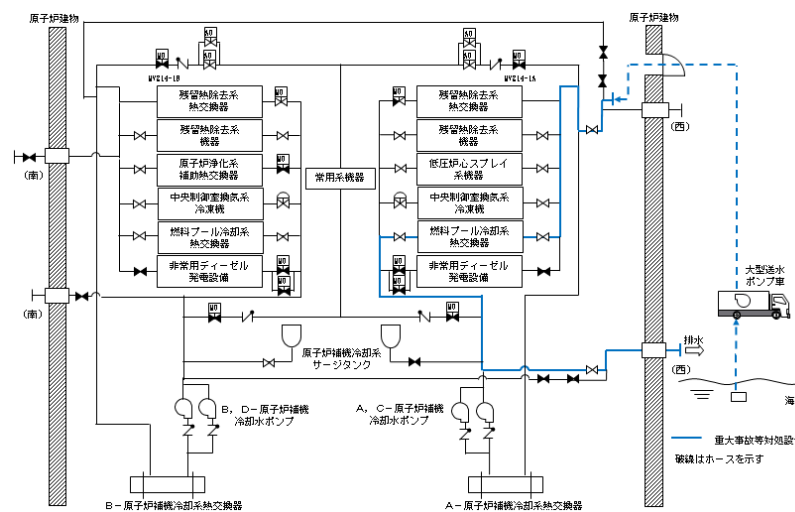 原子炉建物
原子炉建物
AO
AO
AO
AO
MO
MO
MV214-1B
MV214-1A
残留熱除去系
熱交換器
MO
MO
残留熱除去系
熱交換器
残留熱除去系
機器
残留熱除去系
機器
(西)
原子炉浄化系
補助熱交換器
MO
常用系機器
低圧炉心スプレイ
系機器
(南)
中央制御室換気系
冷凍機
中央制御室換気系
冷凍機
燃料プール冷却系
熱交換器
燃料プール冷却系
熱交換器
非常用ディーゼル
発電設備
MO
MO
MO
MO
非常用ディーゼル
発電設備
大型送水
ポンプ車
(南)
MO
MO
原子炉補機冷却系
サージタンク
排水
(西)
海
B,D-原子炉補機
冷却水ポンプ
A,C-原子炉補機
冷却水ポンプ
重大事故等対処設
破線はホースを示す
B-原子炉補機冷却系熱交換器
A-原子炉補機冷却系熱交換器